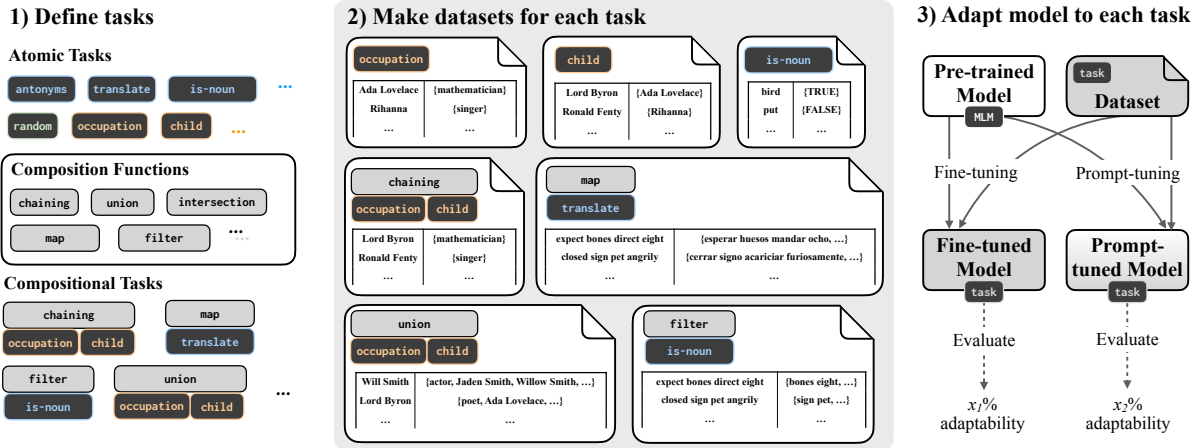 1) Define tasks
Atomic Tasks
antonyms translate is-noun ...
random occupation child ...
Composition Functions
chaining union intersection
map filter ...
...
Compositional Tasks
chaining map
occupation child translate
filter union ...
is-noun occupation child
2) Make datasets for each task
occupation
Ada Lovelace {mathematician}
Rihanna {singer}
... ...
child
Lord Byron {Ada Lovelace}
Ronald Fenty {Rihanna}
... ...
is-noun
bird {TRUE}
put {FALSE}
... ...
chaining
occupation child
Lord Byron {mathematician}
Ronald Fenty {singer}
... ...
map
translate
expect bones direct eight {esperar huesos mandar ocho, ...}
closed sign pet angrily {cerrar signo acariciar furiosamente, ...}
... ...
union
occupation child
Will Smith {actor, Jaden Smith, Willow Smith, ...}
Lord Byron {poet, Ada Lovelace, ...}
... ...
filter
is-noun
expect bones direct eight {bones eight, ...}
closed sign pet angrily {sign pet, ...}
... ...
3) Adapt model to each task
Pre-trained
Model
MLM
task
Dataset
Fine-tuning Prompt-tuning
Fine-tuned
Model
task
Prompt-
tuned Model
task
Evaluate Evaluate
x1% x2%
adaptability adaptability